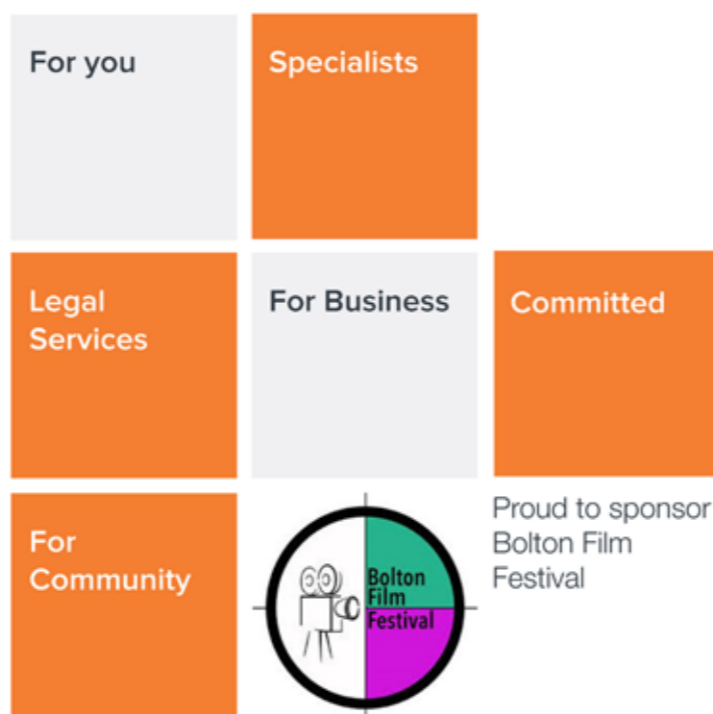 For you
Specialists
Legal
Services
For Business
Committed
For
Community
Bolton
Film
Festival
Proud to sponsor
Bolton Film
Festival